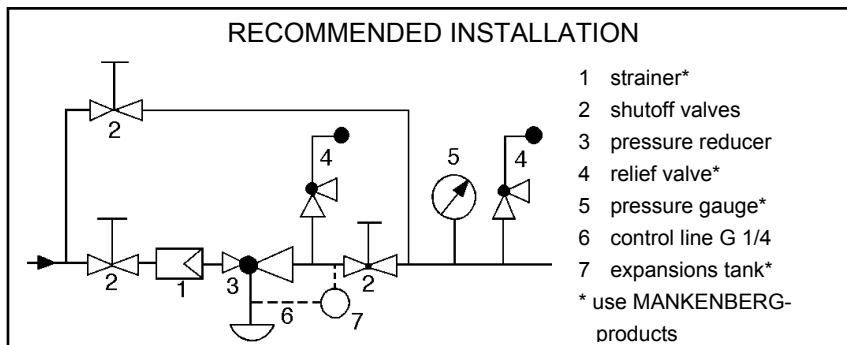 RECOMMENDED INSTALLATION
1 strainer*
2 shutoff valves
3 pressure reducer
4 relief valve*
5 pressure gauge*
6 control line G 1/4
7 expansions tank*
* use MANKENBERG-
products
2
4
5
4
2
1
3
2
6
7